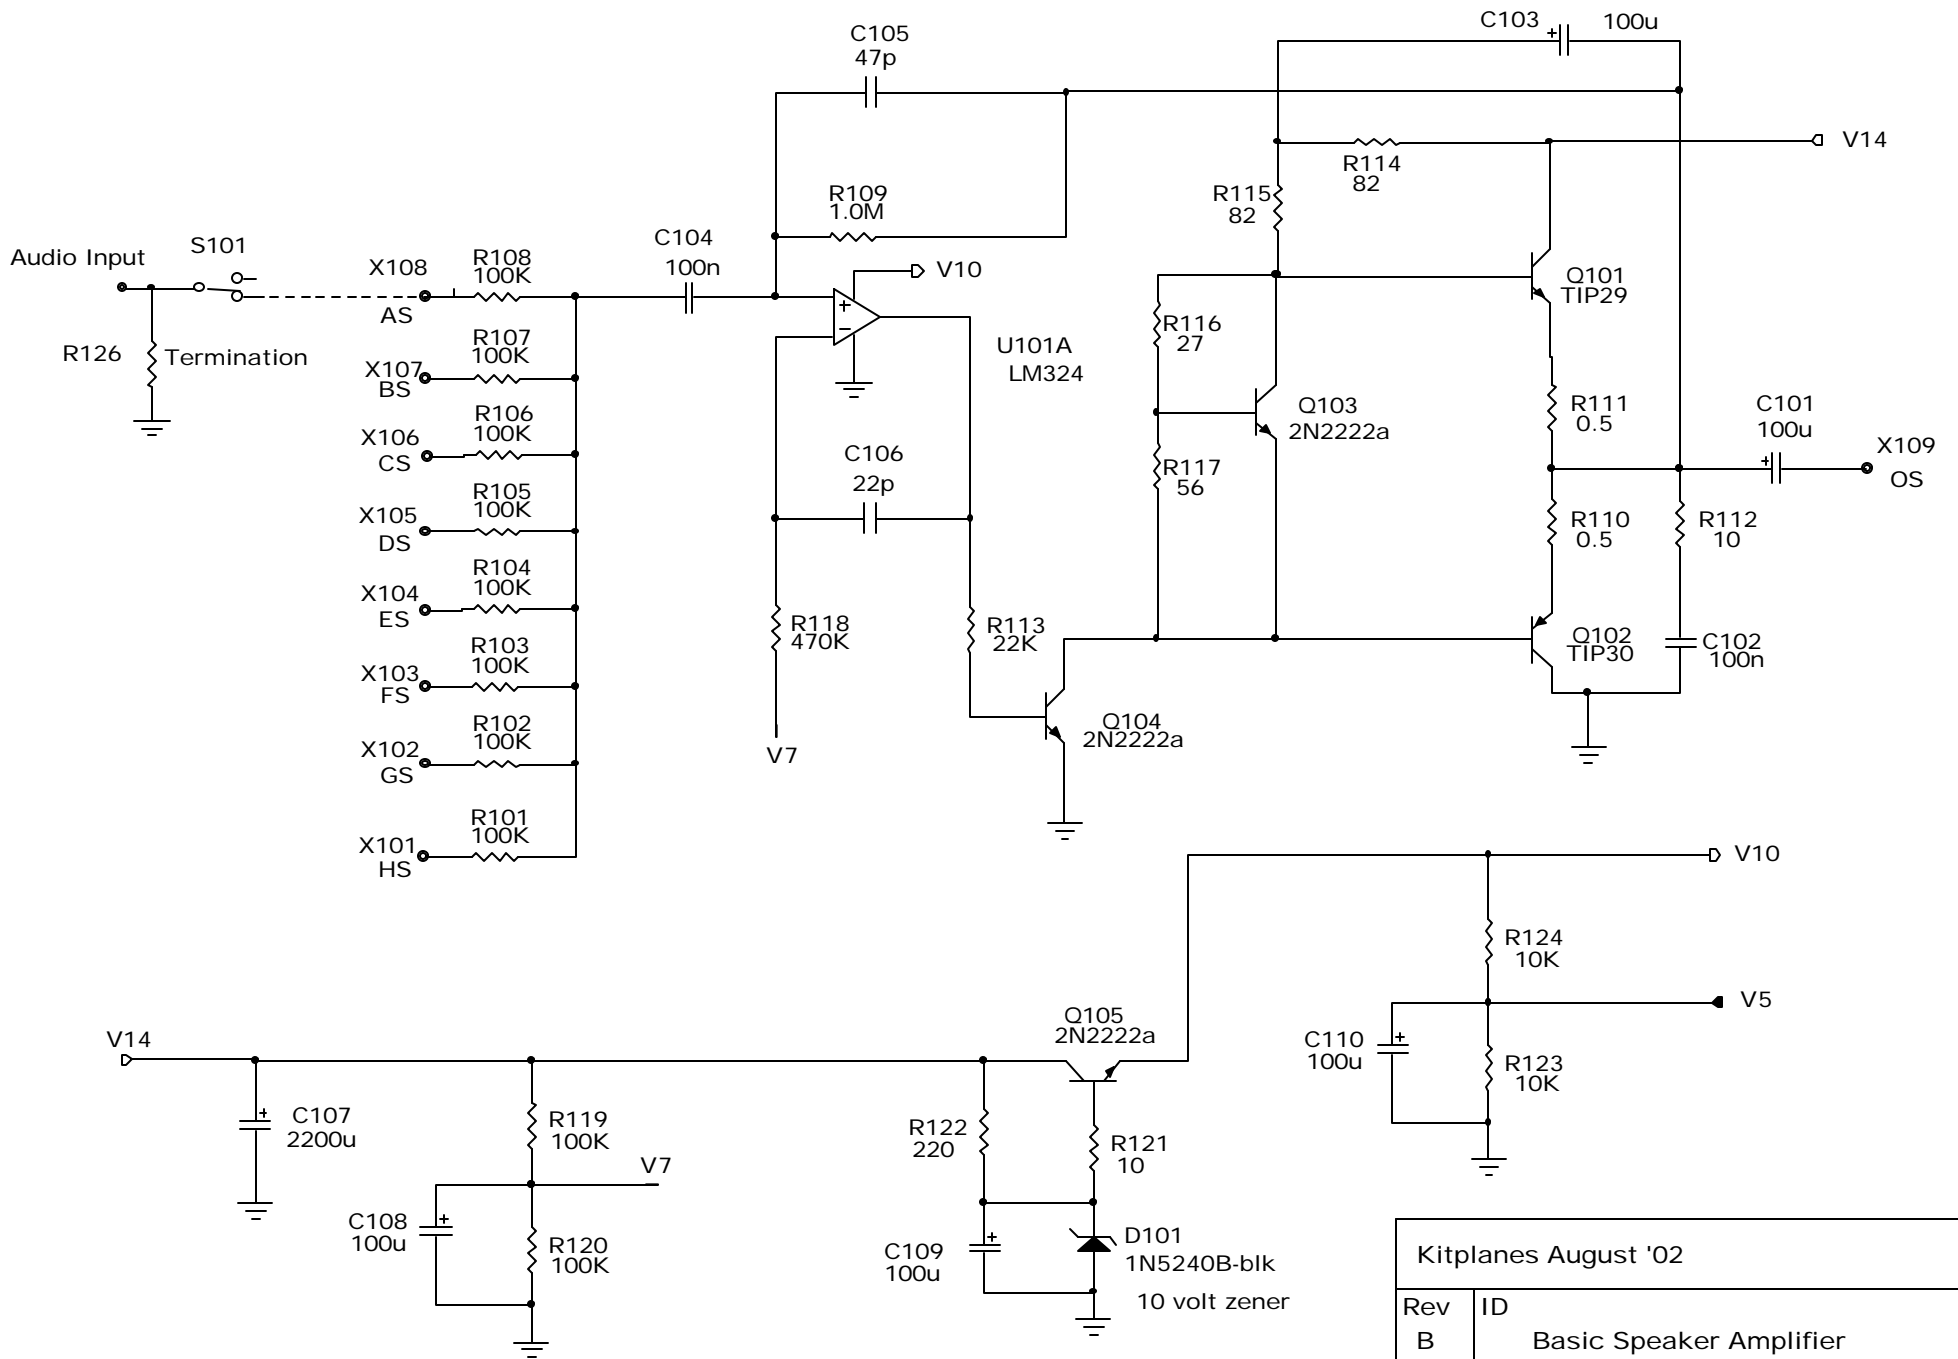 C103
100u
C105
47p
V14
R114
82
R115
82
R109
1.0M
Audio Input
S101
X108
AS
R108
100K
C104
100n
V10
Q101
TIP29
R126
Termination
X107
BS
R107
100K
+
−
U101A
LM324
R116
27
X106
CS
R106
100K
Q103
2N2222a
R111
0.5
C101
100u
X109
OS
C106
22p
R117
56
X105
DS
R105
100K
R110
0.5
R112
10
X104
ES
R104
100K
R118
470K
R113
22K
Q102
TIP30
C102
100n
X103
FS
R103
100K
X102
GS
R102
100K
V7
Q104
2N2222a
X101
HS
R101
100K
V10
R124
10K
V5
V14
Q105
2N2222a
C110
100u
R123
10K
C107
2200u
R119
100K
V7
R122
220
R121
10
C108
100u
R120
100K
C109
100u
D101
1N5240B-blk
10 volt zener
Kitplanes August '02
Rev
ID
B
Basic Speaker Amplifier